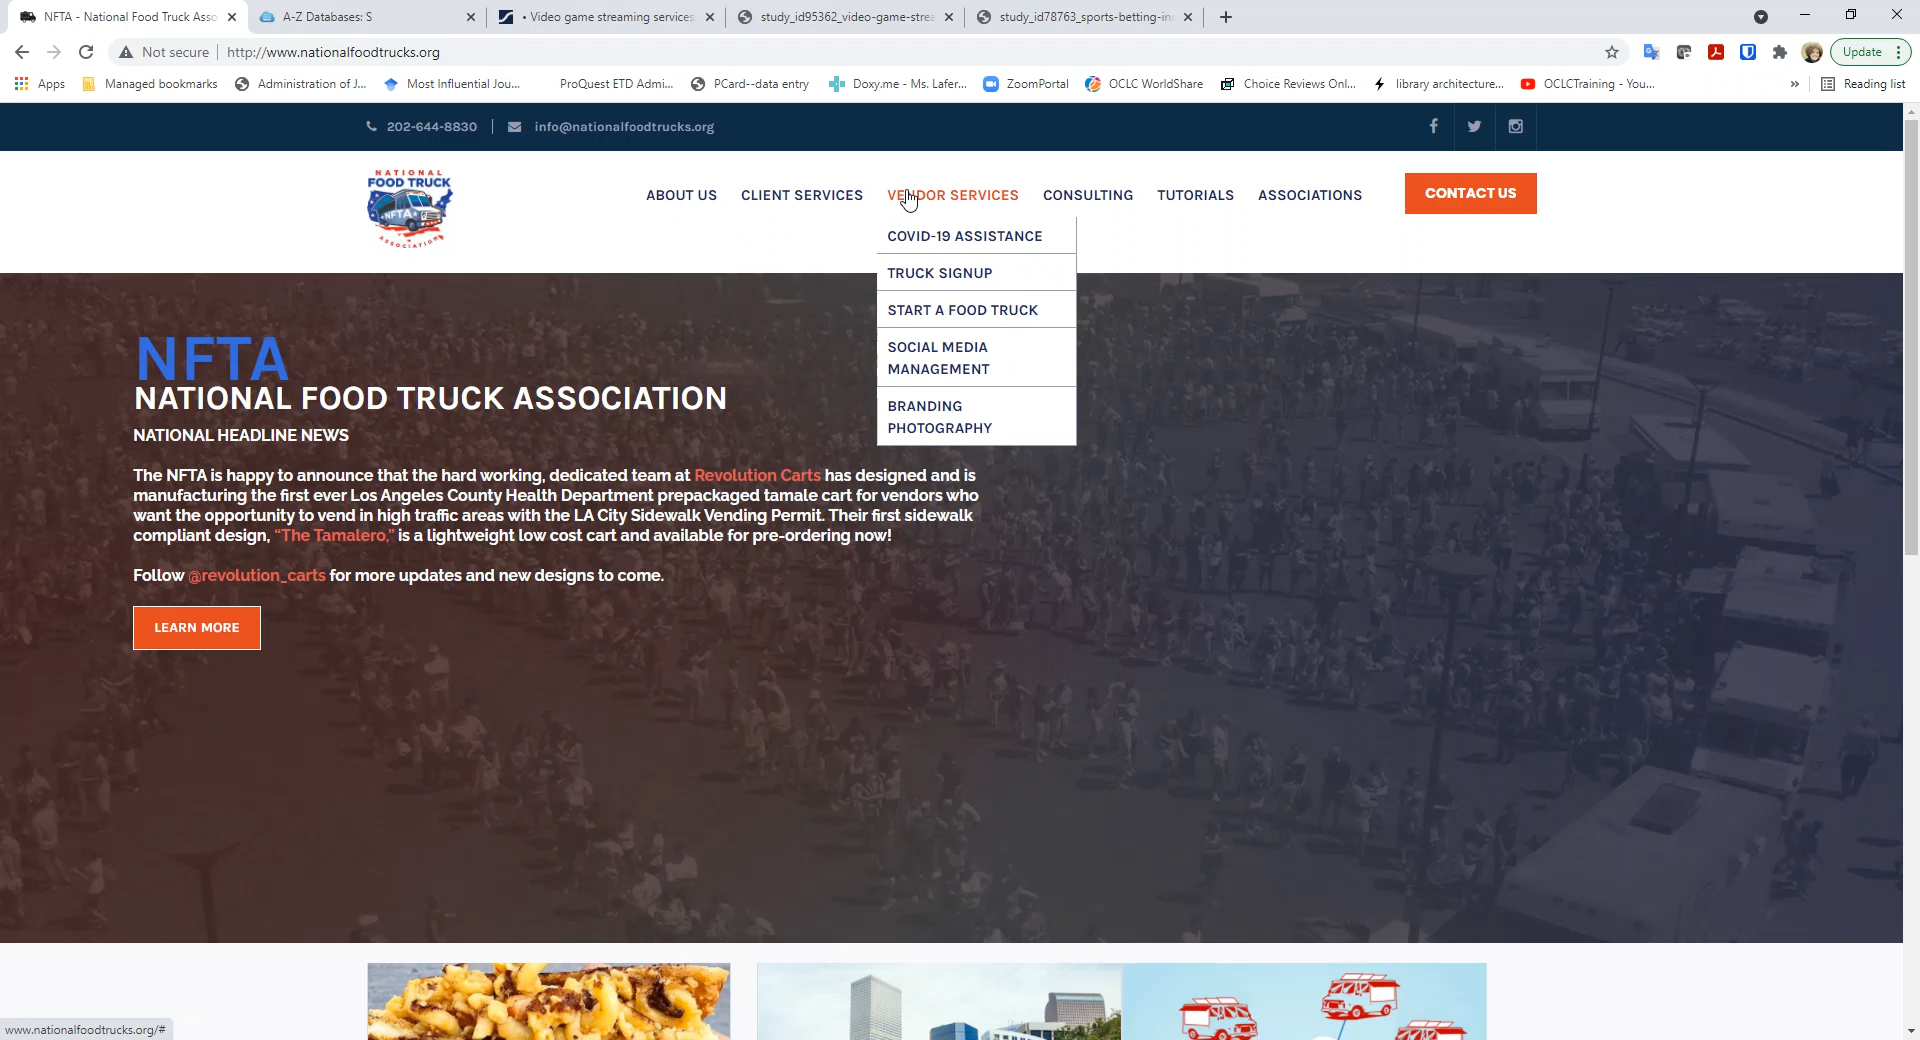 NFTA - National Food Truck Asso
A-Z Databases: S
• Video game streaming services
study_id95362_video-game-strea
study_id78763_sports-betting-in
Not secure
http://www.nationalfoodtrucks.org
Update
Apps
Managed bookmarks
Administration of J...
Most Influential Jou...
ProQuest ETD Admi...
PCard--data entry
Doxy.me - Ms. Lafer...
ZoomPortal
OCLC WorldShare
Choice Reviews Onl...
library architecture...
OCLCTraining - You...
»
Reading list
202-644-8830
info@nationalfoodtrucks.org
NATIONAL
FOOD TRUCK
NFTA
ASSOCIATION
ABOUT US
CLIENT SERVICES
VENDOR SERVICES
CONSULTING
TUTORIALS
ASSOCIATIONS
CONTACT US
COVID-19 ASSISTANCE
TRUCK SIGNUP
START A FOOD TRUCK
SOCIAL MEDIA
MANAGEMENT
BRANDING
PHOTOGRAPHY
NFTA
NATIONAL FOOD TRUCK ASSOCIATION
NATIONAL HEADLINE NEWS
The NFTA is happy to announce that the hard working, dedicated team at Revolution Carts has designed and is
manufacturing the first ever Los Angeles County Health Department prepackaged tamale cart for vendors who
want the opportunity to vend in high traffic areas with the LA City Sidewalk Vending Permit. Their first sidewalk
compliant design, “The Tamalero,” is a lightweight low cost cart and available for pre-ordering now!
Follow @revolution_carts for more updates and new designs to come.
LEARN MORE
www.nationalfoodtrucks.org/#